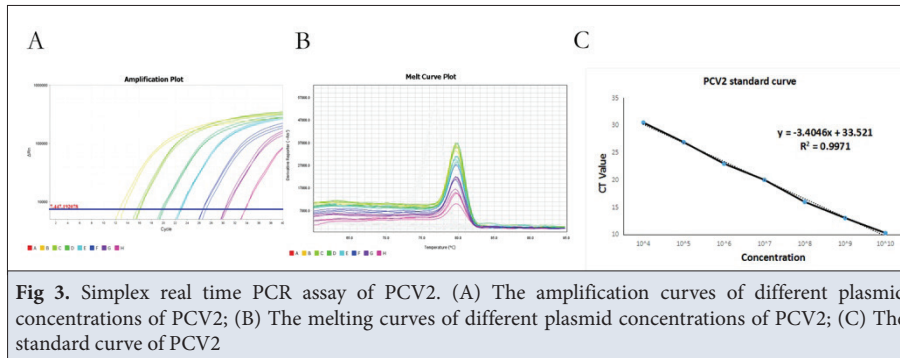 A
B
C
Amplification Plot
Melt Curve Plot
PCV2 standard curve
y = -3.4046x + 33.521
R² = 0.9971
CT Value
35
30
25
20
15
10
10^4 10^5 10^6 10^7 10^8 10^9 10^10
Concentration
Cycle
A B C D E F G H
Temperature (°C)
A B C D E F G H
Fig 3. Simplex real time PCR assay of PCV2. (A) The amplification curves of different plasmid
concentrations of PCV2; (B) The melting curves of different plasmid concentrations of PCV2; (C) The
standard curve of PCV2